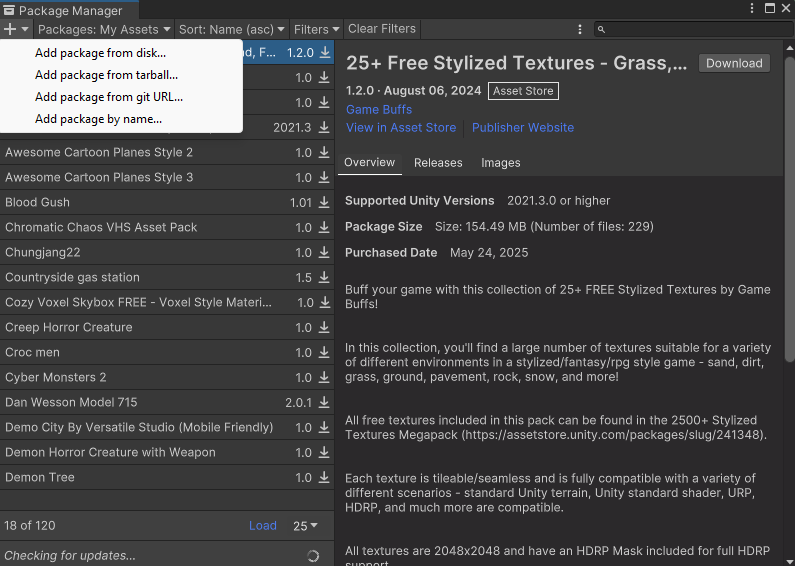 Package Manager
Packages: My Assets Sort: Name (asc) Filters Clear Filters
Add package from disk...
Add package from tarball...
Add package from git URL...
Add package by name...
d, F... 1.2.0
1.0
1.0
2021.3
Awesome Cartoon Planes Style 2 1.0
Awesome Cartoon Planes Style 3 1.0
Blood Gush 1.01
Chromatic Chaos VHS Asset Pack 1.0
Chungjang22 1.0
Countryside gas station 1.5
Cozy Voxel Skybox FREE - Voxel Style Materi... 1.0
Creep Horror Creature 1.0
Croc men 1.0
Cyber Monsters 2 1.0
Dan Wesson Model 715 2.0.1
Demo City By Versatile Studio (Mobile Friendly) 1.0
Demon Horror Creature with Weapon 1.0
Demon Tree 1.0
18 of 120 Load 25
Checking for updates...
25+ Free Stylized Textures - Grass,... Download
1.2.0 · August 06, 2024 Asset Store
Game Buffs
View in Asset Store Publisher Website
Overview Releases Images
Supported Unity Versions 2021.3.0 or higher
Package Size Size: 154.49 MB (Number of files: 229)
Purchased Date May 24, 2025
Buff your game with this collection of 25+ FREE Stylized Textures by Game
Buffs!
In this collection, you'll find a large number of textures suitable for a variety
of different environments in a stylized/fantasy/rpg style game - sand, dirt,
grass, ground, pavement, rock, snow, and more!
All free textures included in this pack can be found in the 2500+ Stylized
Textures Megapack (https://assetstore.unity.com/packages/slug/241348).
Each texture is tileable/seamless and is fully compatible with a variety of
different scenarios - standard Unity terrain, Unity standard shader, URP,
HDRP, and much more are compatible.
All textures are 2048x2048 and have an HDRP Mask included for full HDRP
support